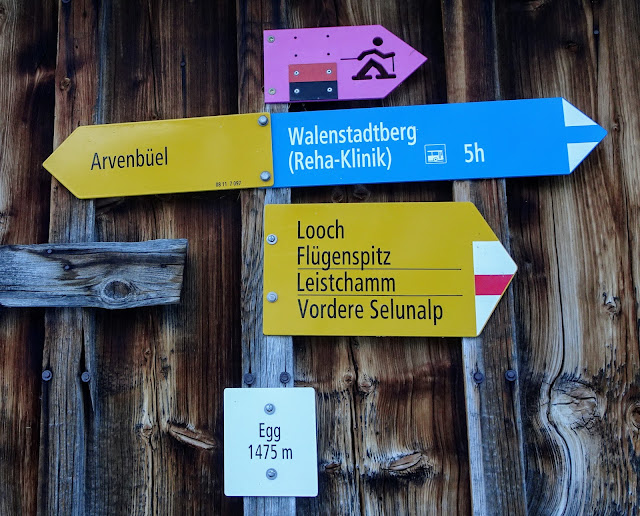 Arvenbüel
Walenstadtberg
(Reha-Klinik)
5h
Looch
Flügenspitz
Leistchamm
Vordere Selunalp
Egg
1475 m